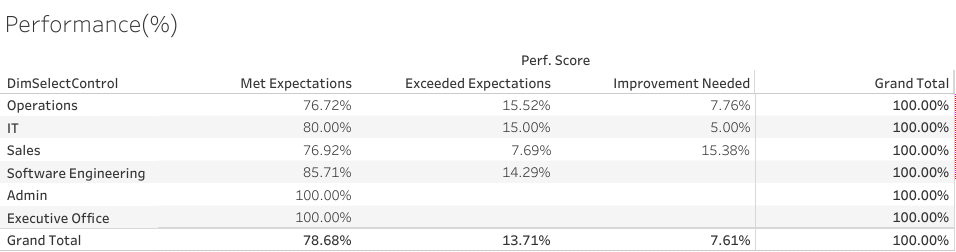 Performance(%)
Perf. Score
DimSelectControl Met Expectations Exceeded Expectations Improvement Needed Grand Total
Operations 76.72% 15.52% 7.76% 100.00%
IT 80.00% 15.00% 5.00% 100.00%
Sales 76.92% 7.69% 15.38% 100.00%
Software Engineering 85.71% 14.29% 100.00%
Admin 100.00% 100.00%
Executive Office 100.00% 100.00%
Grand Total 78.68% 13.71% 7.61% 100.00%